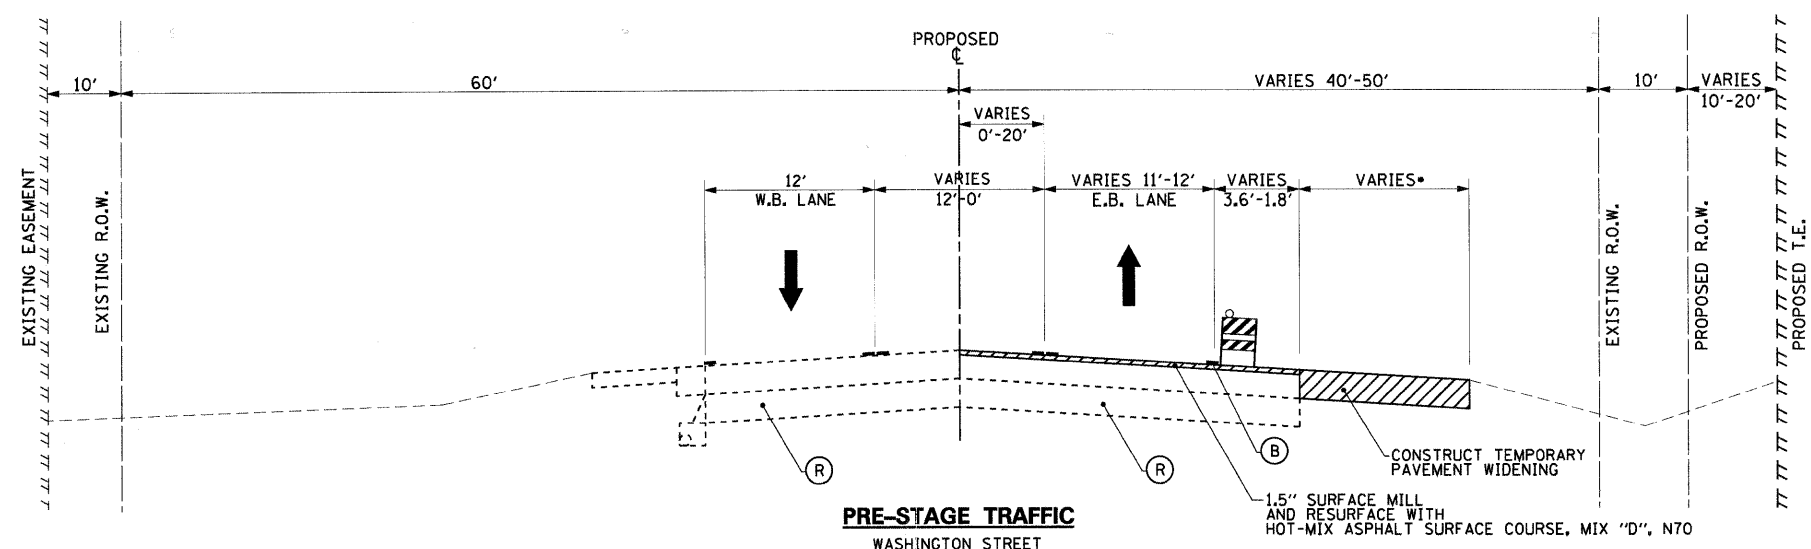 PROPOSED
℄
10'
60'
VARIES 40'-50'
10'
VARIES
10'-20'
VARIES
0'-20'
12'
W.B. LANE
VARIES
12'-0'
VARIES 11'-12'
E.B. LANE
VARIES
3.6'-1.8'
VARIES•
EXISTING EASEMENT
EXISTING R.O.W.
EXISTING R.O.W.
PROPOSED R.O.W.
PROPOSED T.E.
R
R
B
CONSTRUCT TEMPORARY
PAVEMENT WIDENING
1.5" SURFACE MILL
AND RESURFACE WITH
HOT-MIX ASPHALT SURFACE COURSE, MIX "D", N70
PRE-STAGE TRAFFIC
WASHINGTON STREET